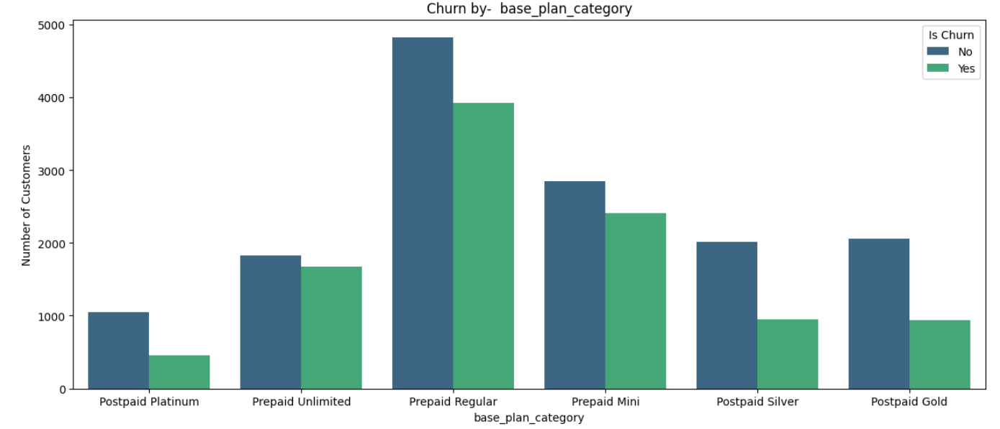 Churn by-  base_plan_category
Is Churn
No
Yes
Number of Customers
5000
4000
3000
2000
1000
0
Postpaid Platinum
Prepaid Unlimited
Prepaid Regular
Prepaid Mini
Postpaid Silver
Postpaid Gold
base_plan_category